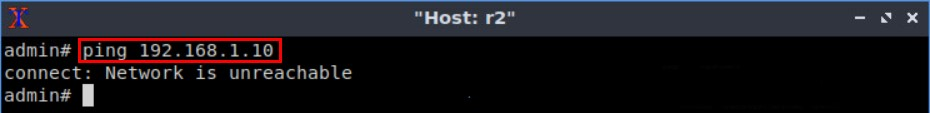 "Host: r2"
admin# ping 192.168.1.10
connect: Network is unreachable
admin#